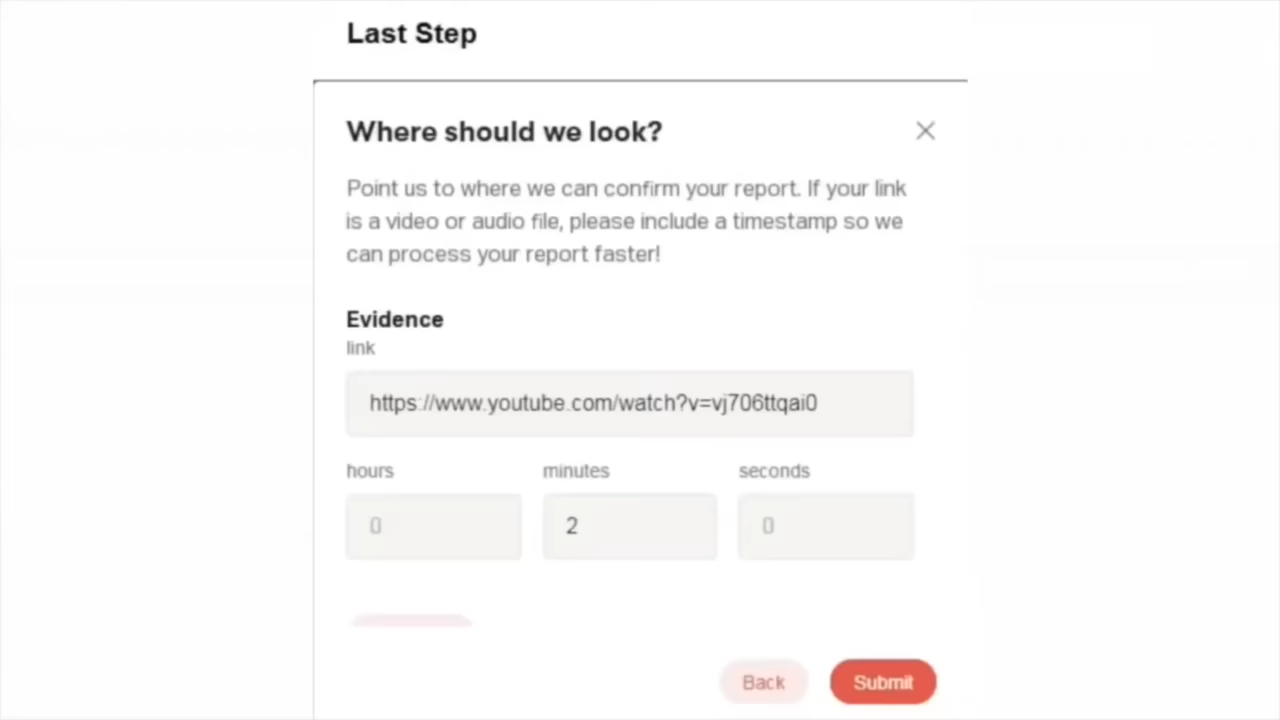 Last Step
Where should we look?
Point us to where we can confirm your report. If your link
is a video or audio file, please include a timestamp so we
can process your report faster!
Evidence
link
https://www.youtube.com/watch?v=vj706ttqai0
hours minutes seconds
0 2 0
Back Submit